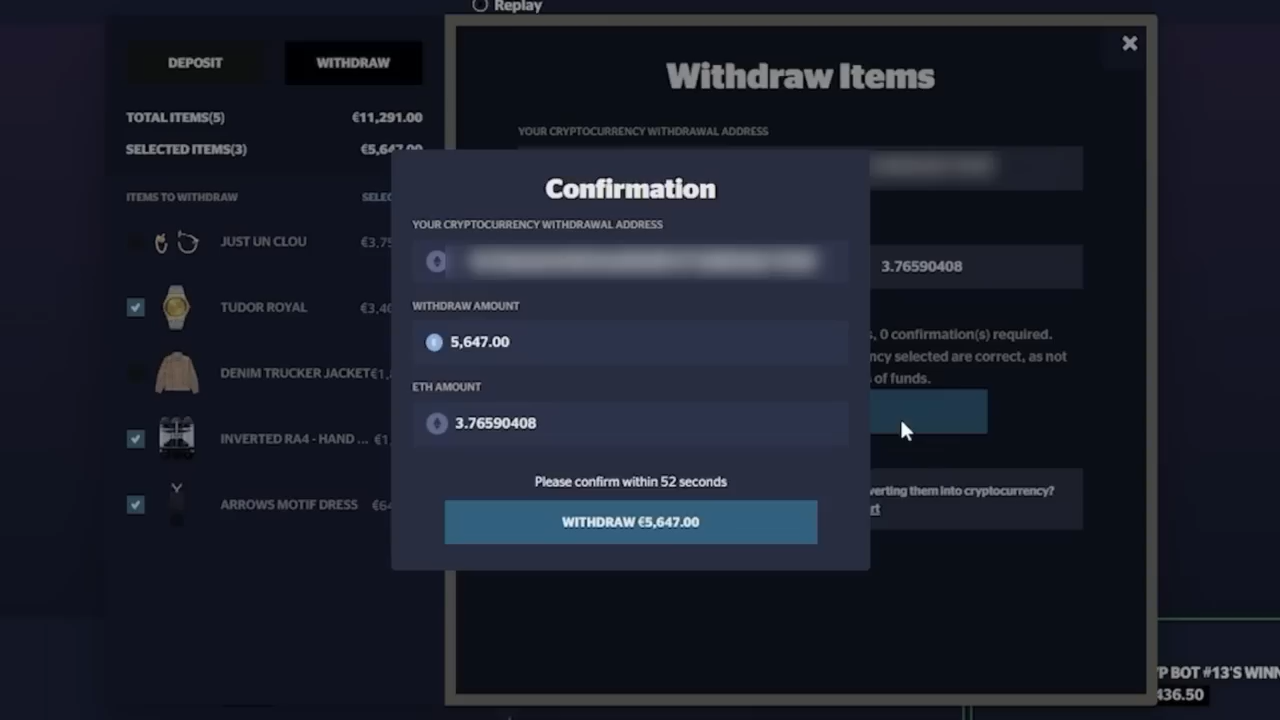 Replay
DEPOSIT
WITHDRAW
TOTAL ITEMS(5)
€11,291.00
SELECTED ITEMS(3)
€5,647.00
ITEMS TO WITHDRAW
JUST UN CLOU
TUDOR ROYAL
DENIM TRUCKER JACKET
INVERTED RA4 - HAND ...
ARROWS MOTIF DRESS
Withdraw Items
YOUR CRYPTOCURRENCY WITHDRAWAL ADDRESS
3.76590408
0 confirmation(s) required.
selected are correct, as not
of funds.
them into cryptocurrency?
Confirmation
YOUR CRYPTOCURRENCY WITHDRAWAL ADDRESS
WITHDRAW AMOUNT
5,647.00
ETH AMOUNT
3.76590408
Please confirm within 52 seconds
WITHDRAW €5,647.00
BOT #13'S
436.50